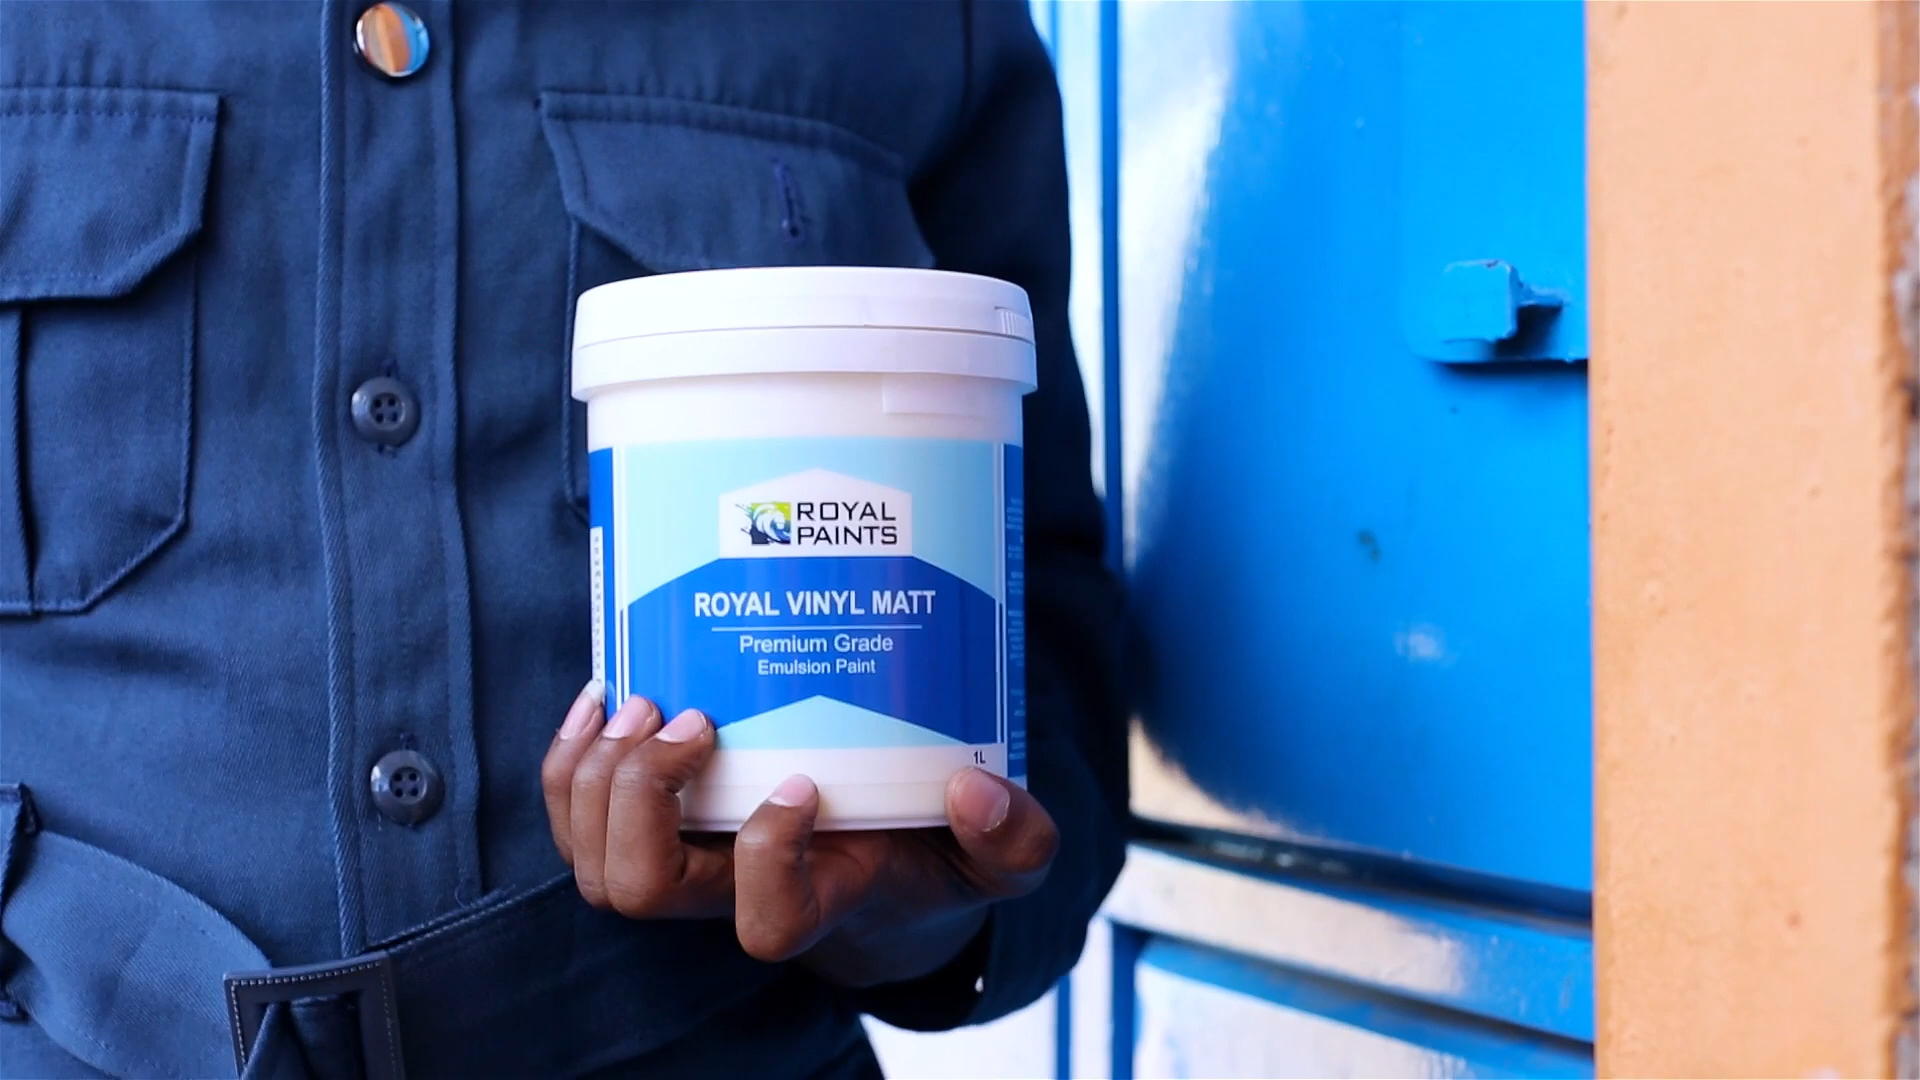 ROYAL
PAINTS
ROYAL VINYL MATT
Premium Grade
Emulsion Paint
1L